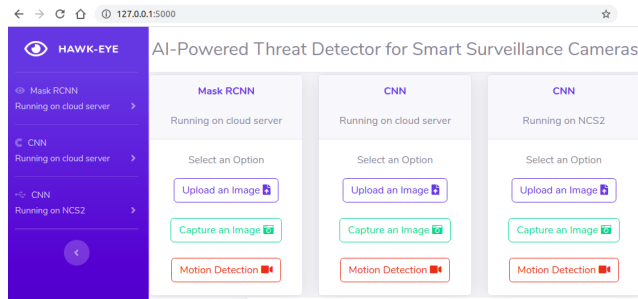 127.0.0.1:5000
HAWK-EYE
AI-Powered Threat Detector for Smart Surveillance Cameras
Mask RCNN
Running on cloud server
CNN
Running on cloud server
CNN
Running on NCS2
Mask RCNN
Running on cloud server
Select an Option
Upload an Image
Capture an Image
Motion Detection
CNN
Running on cloud server
Select an Option
Upload an Image
Capture an Image
Motion Detection
CNN
Running on NCS2
Select an Option
Upload an Image
Capture an Image
Motion Detection